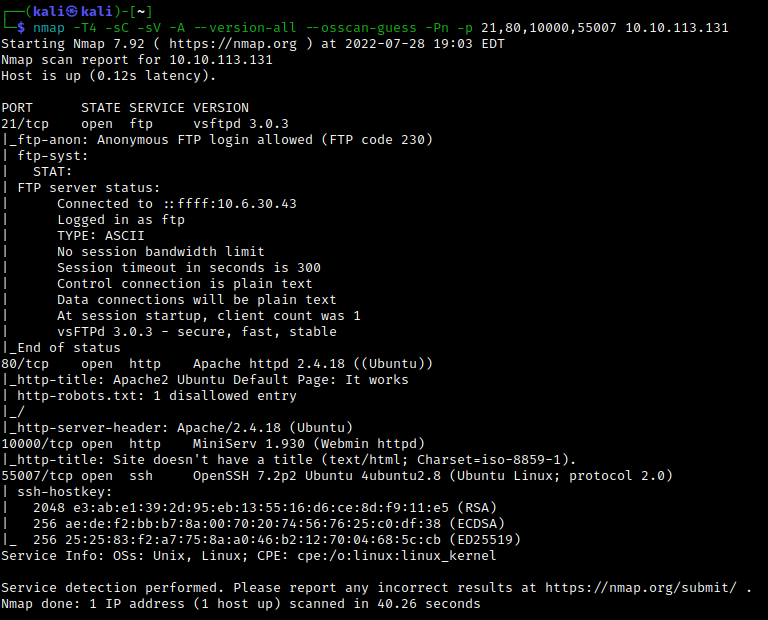 ┌──(kali㉿kali)-[~]
└─$ nmap -T4 -sC -sV -A --version-all --osscan-guess -Pn -p 21,80,10000,55007 10.10.113.131
Starting Nmap 7.92 ( https://nmap.org ) at 2022-07-28 19:03 EDT
Nmap scan report for 10.10.113.131
Host is up (0.12s latency).

PORT      STATE SERVICE VERSION
21/tcp    open  ftp     vsftpd 3.0.3
|_ftp-anon: Anonymous FTP login allowed (FTP code 230)
| ftp-syst:
|   STAT:
| FTP server status:
|      Connected to ::ffff:10.6.30.43
|      Logged in as ftp
|      TYPE: ASCII
|      No session bandwidth limit
|      Session timeout in seconds is 300
|      Control connection is plain text
|      Data connections will be plain text
|      At session startup, client count was 1
|      vsFTPd 3.0.3 - secure, fast, stable
|_End of status
80/tcp    open  http    Apache httpd 2.4.18 ((Ubuntu))
|_http-title: Apache2 Ubuntu Default Page: It works
| http-robots.txt: 1 disallowed entry
|_/
|_http-server-header: Apache/2.4.18 (Ubuntu)
10000/tcp open  http    MiniServ 1.930 (Webmin httpd)
|_http-title: Site doesn't have a title (text/html; Charset=iso-8859-1).
55007/tcp open  ssh     OpenSSH 7.2p2 Ubuntu 4ubuntu2.8 (Ubuntu Linux; protocol 2.0)
| ssh-hostkey:
|   2048 e3:ab:e1:39:2d:95:eb:13:55:16:d6:ce:8d:f9:11:e5 (RSA)
|   256 ae:de:f2:bb:b7:8a:00:70:20:74:56:76:25:c0:df:38 (ECDSA)
|_  256 25:25:83:f2:a7:75:8a:a0:46:b2:12:70:04:68:5c:cb (ED25519)
Service Info: OSs: Unix, Linux; CPE: cpe:/o:linux:linux_kernel

Service detection performed. Please report any incorrect results at https://nmap.org/submit/ .
Nmap done: 1 IP address (1 host up) scanned in 40.26 seconds